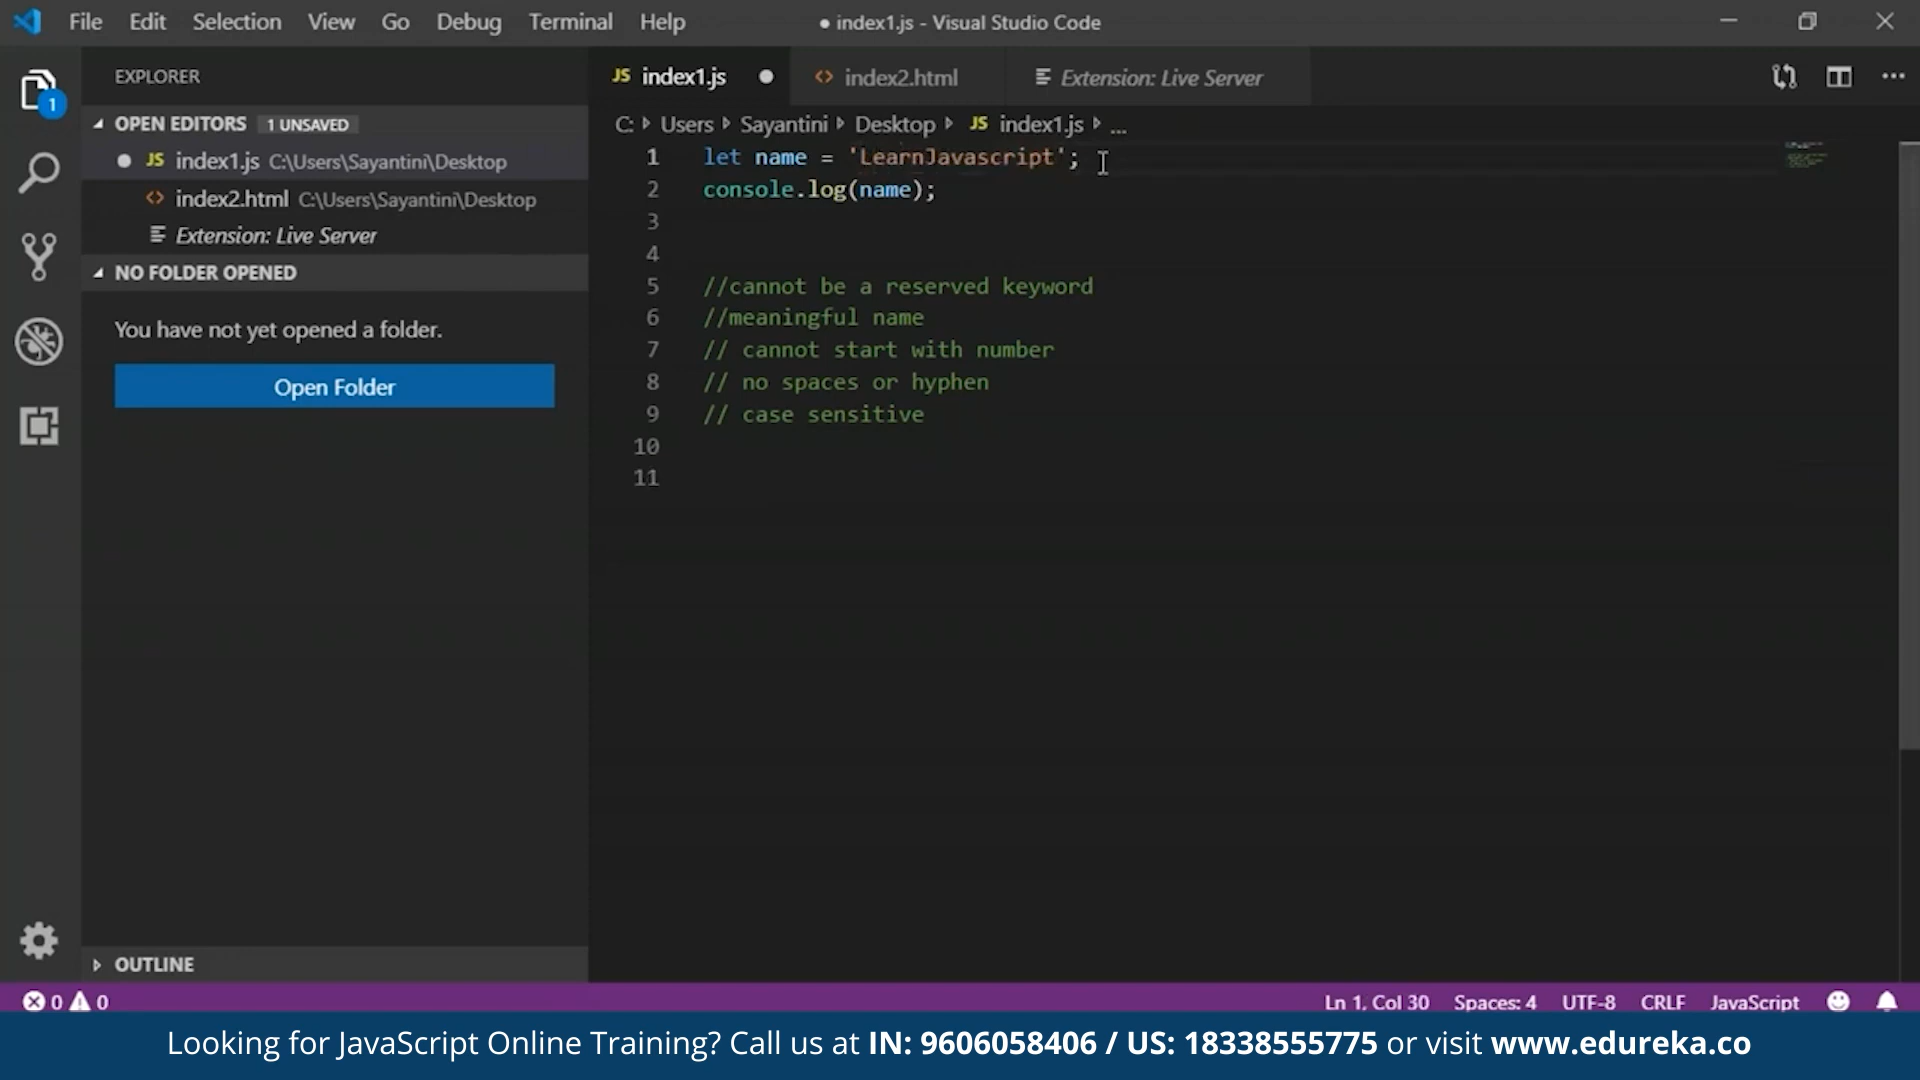 File Edit Selection View Go Debug Terminal Help ● index1.js - Visual Studio Code
EXPLORER
OPEN EDITORS 1 UNSAVED
JS index1.js C:\Users\Sayantini\Desktop
<> index2.html C:\Users\Sayantini\Desktop
Extension: Live Server
NO FOLDER OPENED
You have not yet opened a folder.
Open Folder
OUTLINE
1
JS index1.js ● <> index2.html Extension: Live Server
C: Users Sayantini Desktop JS index1.js ...
1 let name = 'LearnJavascript';
2 console.log(name);
3
4
5 //cannot be a reserved keyword
6 //meaningful name
7 // cannot start with number
8 // no spaces or hyphen
9 // case sensitive
10
11
0 0 Ln 1, Col 30 Spaces: 4 UTF-8 CRLF JavaScript
Looking for JavaScript Online Training? Call us at IN: 9606058406 / US: 18338555775 or visit www.edureka.co